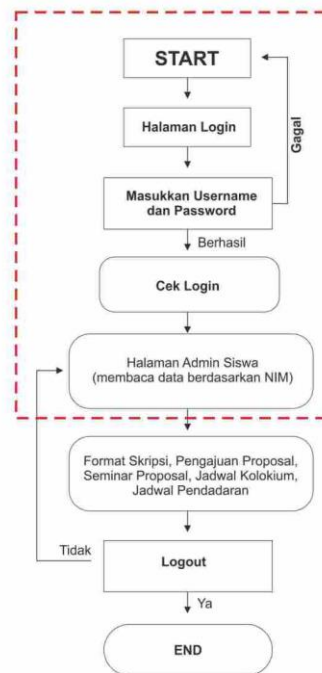 START
Gagal
Halaman Login
Masukkan Username
dan Password
Berhasil
Cek Login
Halaman Admin Siswa
(membaca data berdasarkan NIM)
Format Skripsi, Pengajuan Proposal,
Seminar Proposal, Jadwal Kolokium,
Jadwal Pendadaran
Tidak
Logout
Ya
END